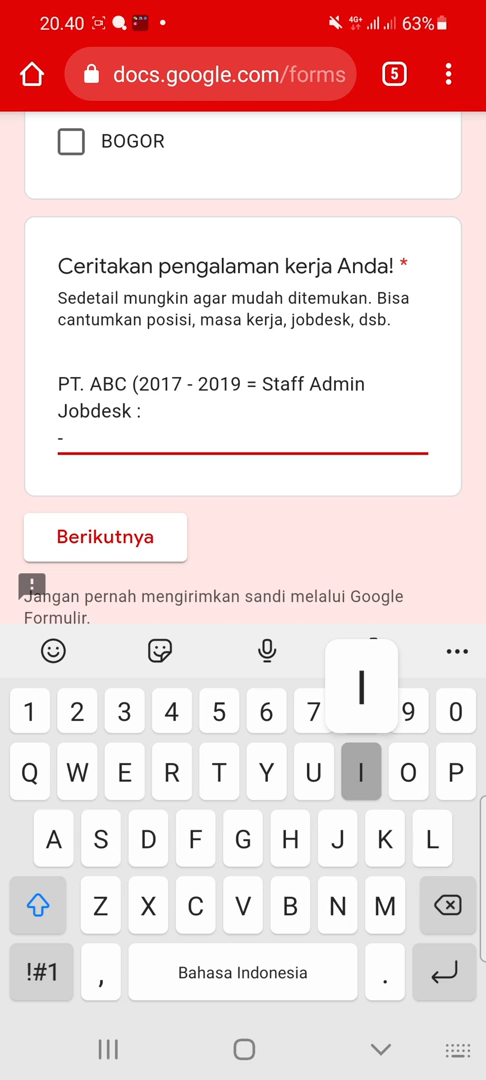 20.40 4G+ 63%
docs.google.com/forms 5
BOGOR
Ceritakan pengalaman kerja Anda! *
Sedetail mungkin agar mudah ditemukan. Bisa
cantumkan posisi, masa kerja, jobdesk, dsb.
PT. ABC (2017 - 2019 = Staff Admin
Jobdesk :
-
Berikutnya
Jangan pernah mengirimkan sandi melalui Google
Formulir.
I
1 2 3 4 5 6 7 9 0
Q W E R T Y U I O P
A S D F G H J K L
Z X C V B N M
!#1 , Bahasa Indonesia .